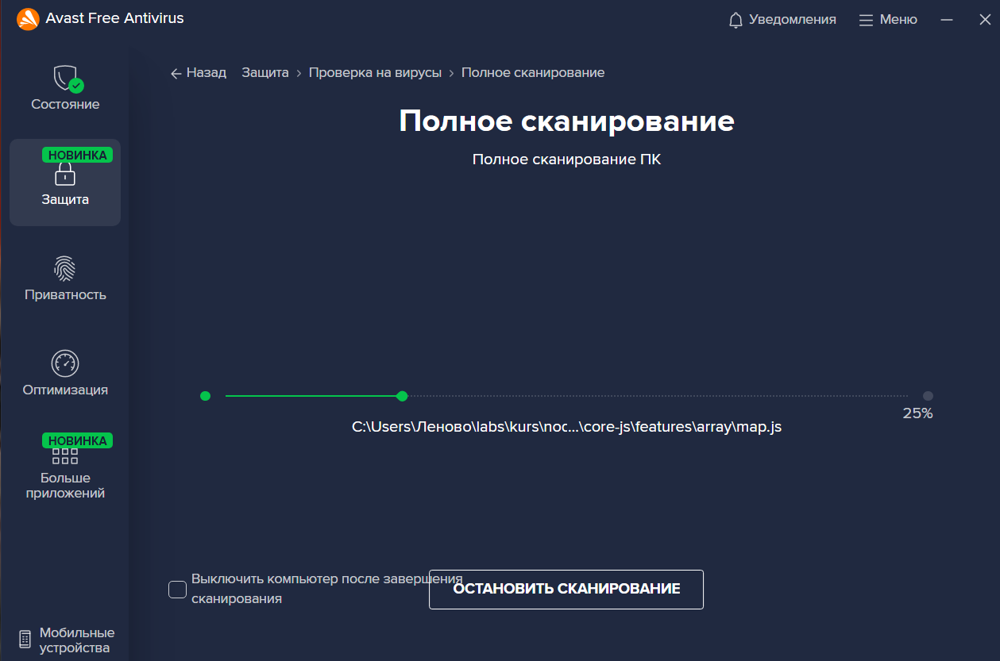 Avast Free Antivirus
Уведомления
Меню
Состояние
НОВИНКА
Защита
Приватность
Оптимизация
НОВИНКА
Больше
приложений
Мобильные
устройства
Назад Защита › Проверка на вирусы › Полное сканирование
Полное сканирование
Полное сканирование ПК
25%
C:\Users\Леново\labs\kurs\noc...\core-js\features\array\map.js
Выключить компьютер после завершения
сканирования
ОСТАНОВИТЬ СКАНИРОВАНИЕ